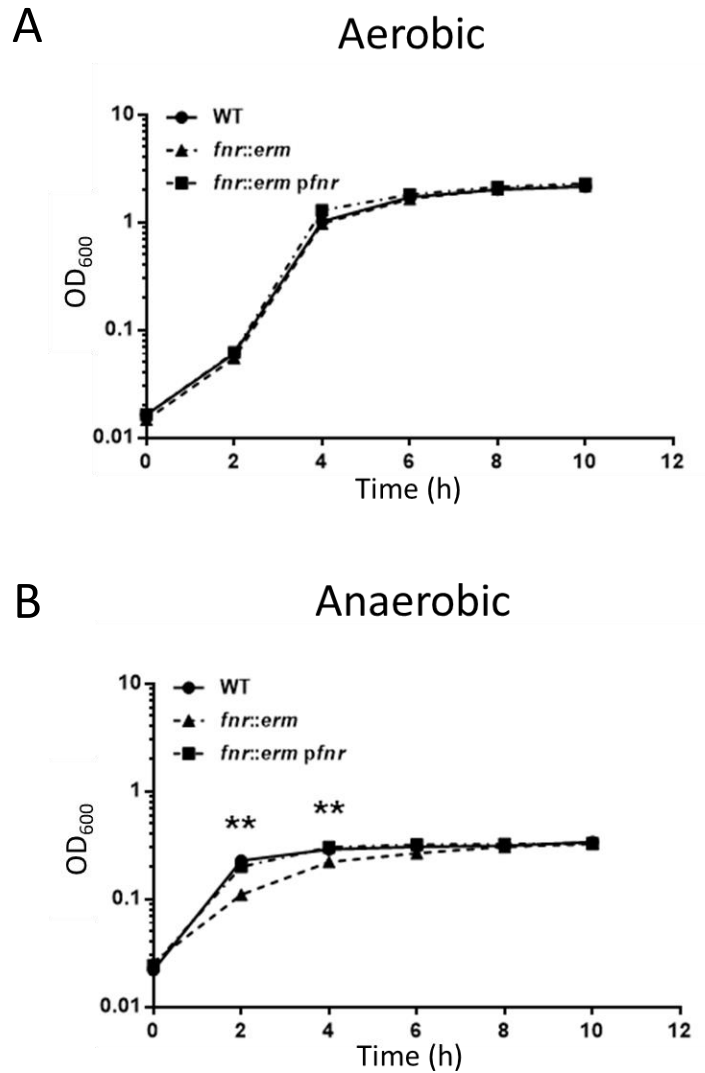 A
Aerobic
10
1
0.1
0.01
OD600
WT
fnr::erm
fnr::erm pfnr
0 2 4 6 8 10 12
Time (h)
B
Anaerobic
10
1
0.1
0.01
OD600
WT
fnr::erm
fnr::erm pfnr
** **
0 2 4 6 8 10 12
Time (h)